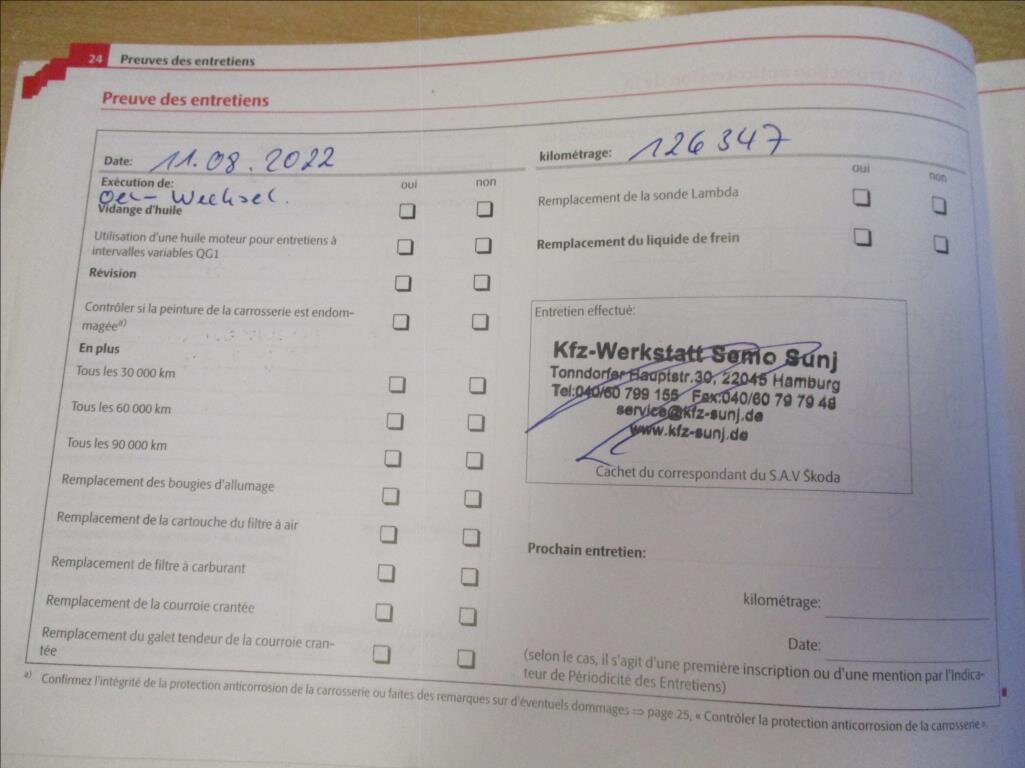 24 Preuves des entretiens
Preuve des entretiens
Date: 11.08.2022
Exécution de: oui non
Oel-Wechsel.
Vidange d'huile
Utilisation d'une huile moteur pour entretiens à
intervalles variables QG1
Révision
Contrôler si la peinture de la carrosserie est endom-
magéeᵃ⁾
En plus
Tous les 30 000 km
Tous les 60 000 km
Tous les 90 000 km
Remplacement des bougies d'allumage
Remplacement de la cartouche du filtre à air
Remplacement de filtre à carburant
Remplacement de la courroie crantée
Remplacement du galet tendeur de la courroie cran-
tée
kilométrage: 126 347
oui non
Remplacement de la sonde Lambda
Remplacement du liquide de frein
Entretien effectué:
Kfz-Werkstatt Semo Sunj
Tonndorfer Hauptstr.30, 22045 Hamburg
Tel:040/60 799 155 Fax:040/60 79 79 48
service@kfz-sunj.de
www.kfz-sunj.de
Cachet du correspondant du S.A.V Škoda
Prochain entretien:
kilométrage:
Date:
(selon le cas, il s'agit d'une première inscription ou d'une mention par l'Indica-
teur de Périodicité des Entretiens)
ᵃ⁾ Confirmez l'intégrité de la protection anticorrosion de la carrosserie ou faites des remarques sur d'éventuels dommages ⇒ page 25, « Contrôler la protection anticorrosion de la carrosserie ».